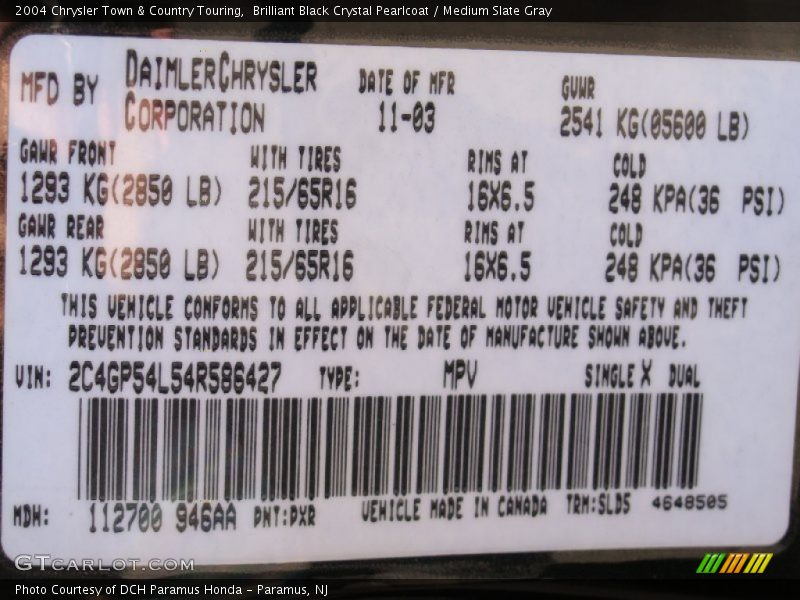 2004 Chrysler Town & Country Touring,  Brilliant Black Crystal Pearlcoat / Medium Slate Gray
MFD BY DAIMLERCHRYSLER CORPORATION DATE OF MFR 11-03 GVWR 2541 KG(05600 LB)
GAWR FRONT WITH TIRES RIMS AT COLD
1293 KG(2850 LB) 215/65R16 16X6.5 248 KPA(36 PSI)
GAWR REAR WITH TIRES RIMS AT COLD
1293 KG(2850 LB) 215/65R16 16X6.5 248 KPA(36 PSI)
THIS VEHICLE CONFORMS TO ALL APPLICABLE FEDERAL MOTOR VEHICLE SAFETY AND THEFT
PREVENTION STANDARDS IN EFFECT ON THE DATE OF MANUFACTURE SHOWN ABOVE.
VIN: 2C4GP54L54R586427 TYPE: MPV SINGLE X DUAL
MDH: 112700 946AA PNT:PXR VEHICLE MADE IN CANADA TRM:SLDS 4648505
GTCARLOT.COM
Photo Courtesy of DCH Paramus Honda – Paramus, NJ